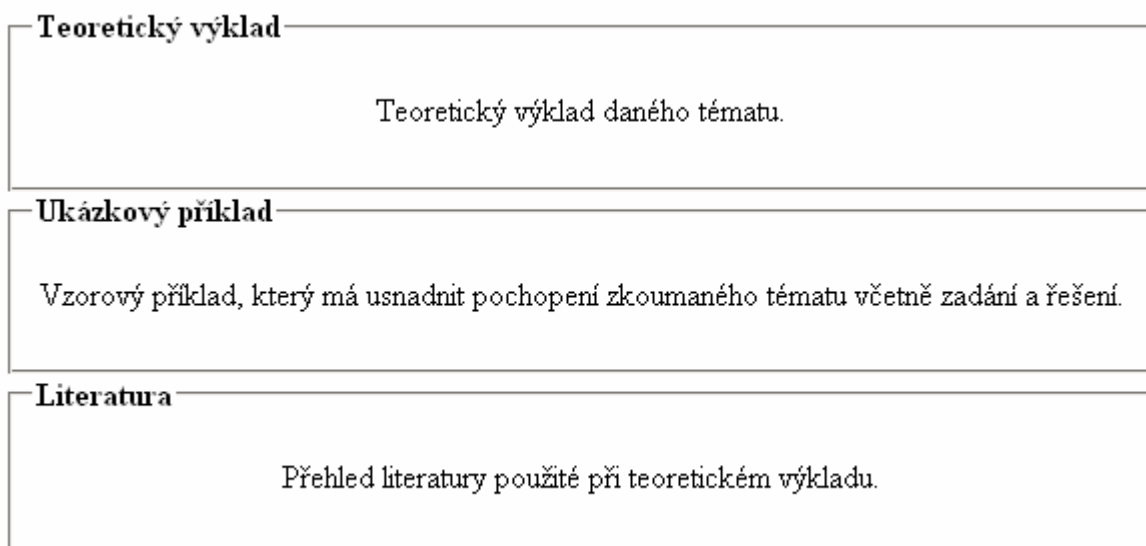 Teoretický výklad
Teoretický výklad daného tématu.
Ukázkový příklad
Vzorový příklad, který má usnadnit pochopení zkoumaného tématu včetně zadání a řešení.
Literatura
Přehled literatury použité při teoretickém výkladu.